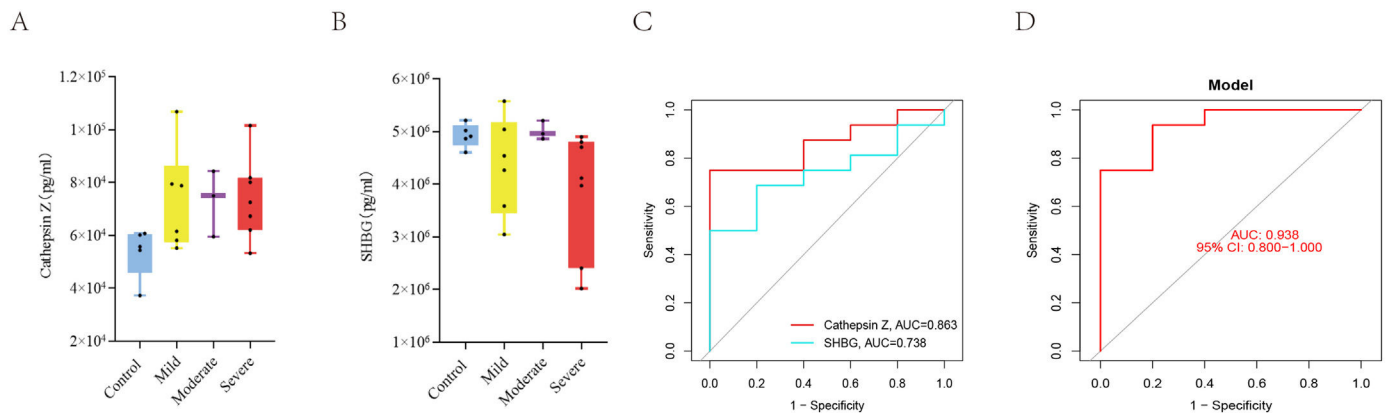 A
Cathepsin Z (pg/ml)
1.2×10⁵
1×10⁵
8×10⁴
6×10⁴
4×10⁴
2×10⁴
Control
Mild
Moderate
Severe
B
SHBG (pg/ml)
6×10⁶
5×10⁶
4×10⁶
3×10⁶
2×10⁶
1×10⁶
Control
Mild
Moderate
Severe
C
Sensitivity
1.0
0.8
0.6
0.4
0.2
0.0
Cathepsin Z, AUC=0.863
SHBG, AUC=0.738
0.0 0.2 0.4 0.6 0.8 1.0
1 − Specificity
D
Model
Sensitivity
1.0
0.8
0.6
0.4
0.2
0.0
AUC: 0.938
95% CI: 0.800−1.000
0.0 0.2 0.4 0.6 0.8 1.0
1 − Specificity